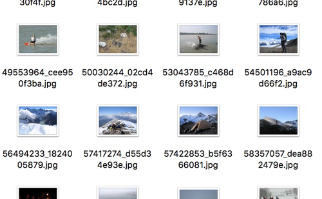 30f4f.jpg
4bc2d.jpg
9137e.jpg
786a6.jpg
49553964_cee95
0f3ba.jpg
50030244_02cd4
de372.jpg
53043785_c468d
6f931.jpg
54501196_a9ac9
d66f2.jpg
56494233_18240
05879.jpg
57417274_d55d3
4e93e.jpg
57422853_b5f63
66081.jpg
58357057_dea88
2479e.jpg